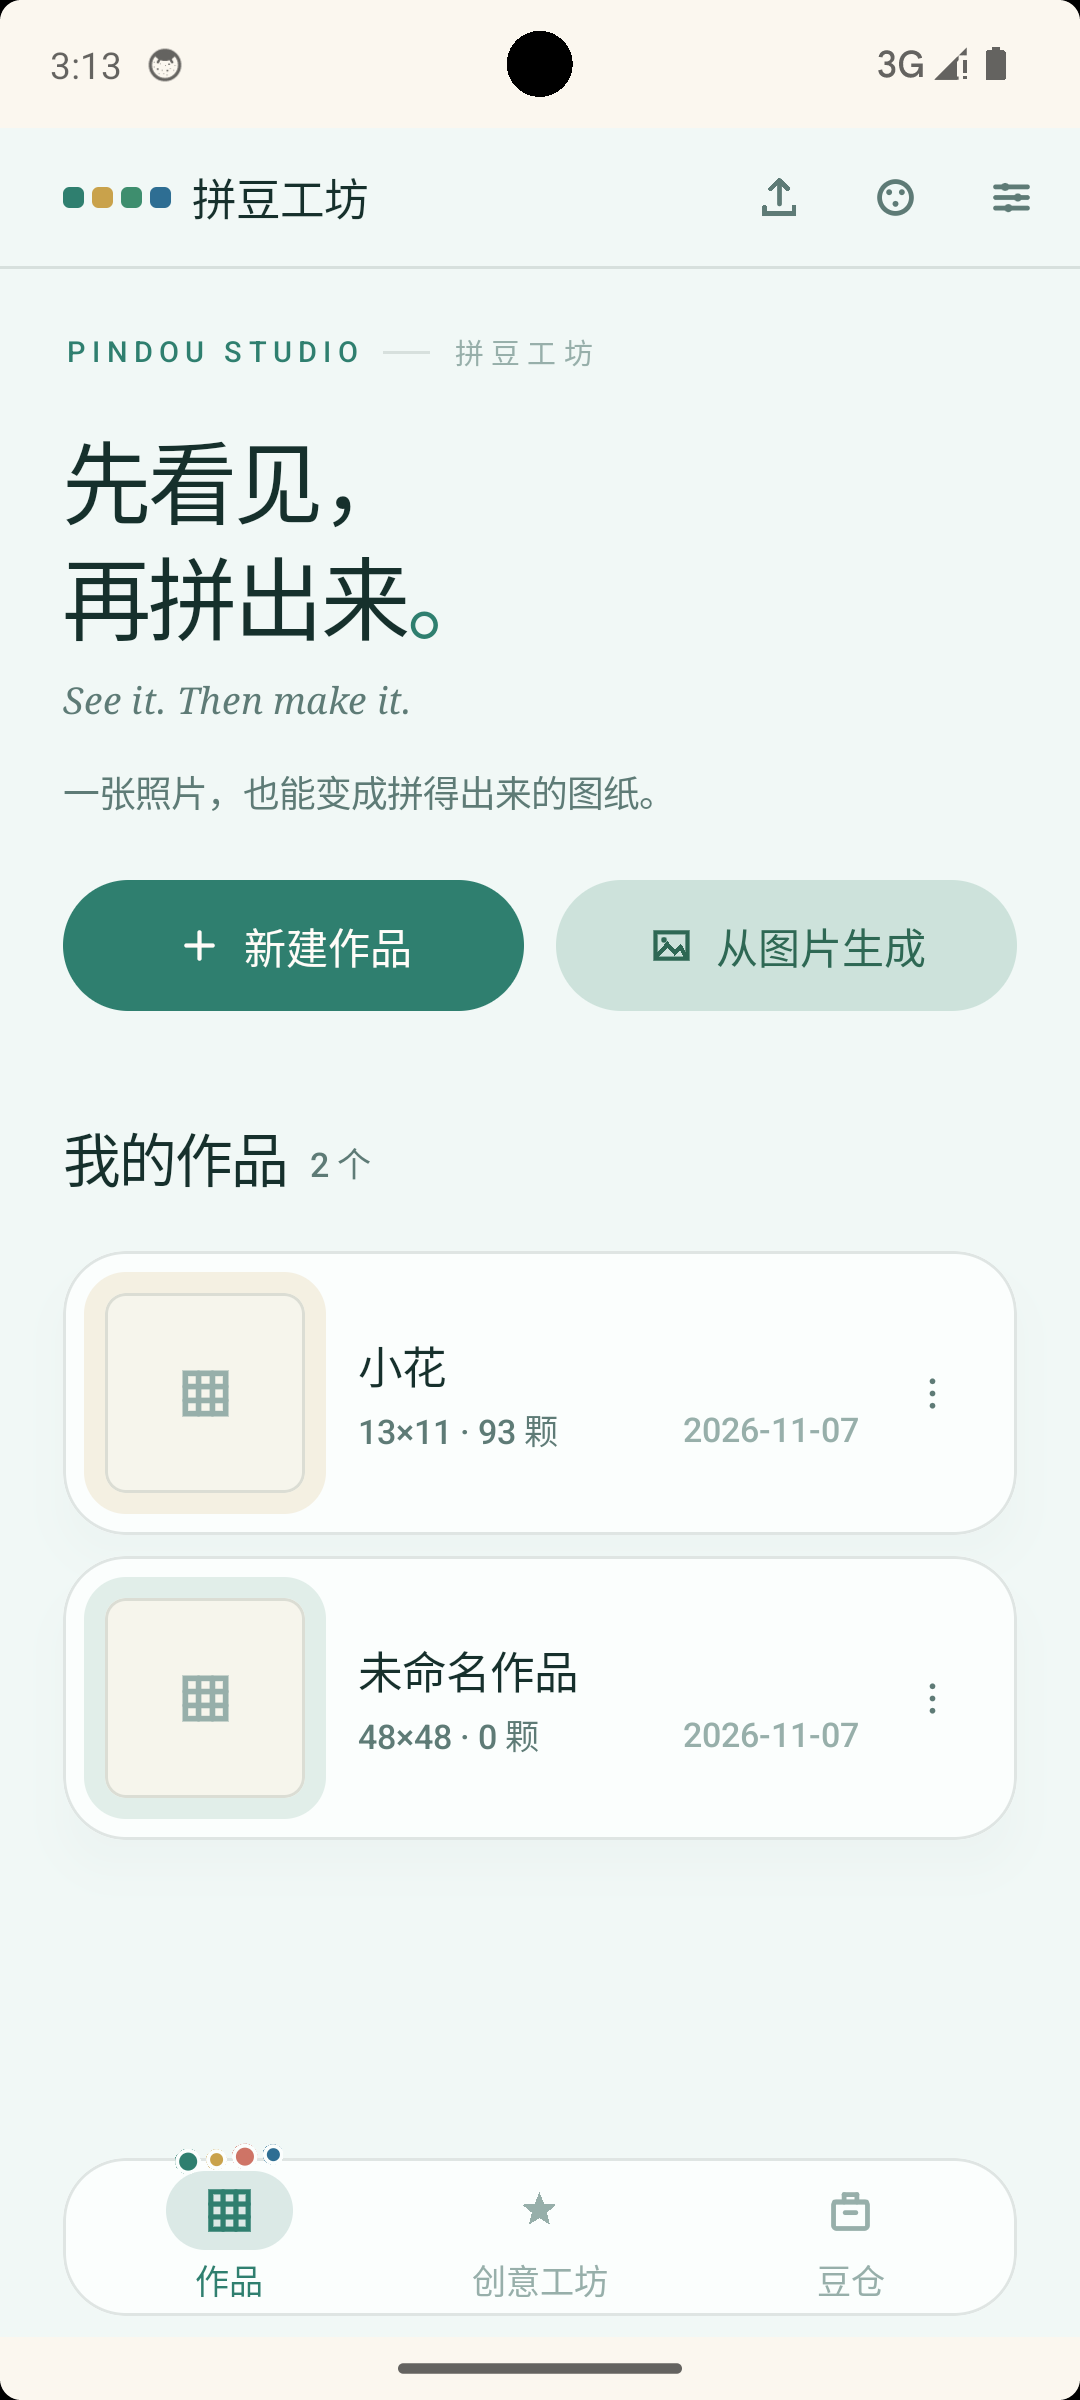 3:13
3G
拼豆工坊
PINDOU STUDIO 拼豆工坊
先看见，
再拼出来。
See it. Then make it.
一张照片，也能变成拼得出来的图纸。
新建作品
从图片生成
我的作品 2 个
小花
13×11 · 93 颗 2026-11-07
未命名作品
48×48 · 0 颗 2026-11-07
作品
创意工坊
豆仓